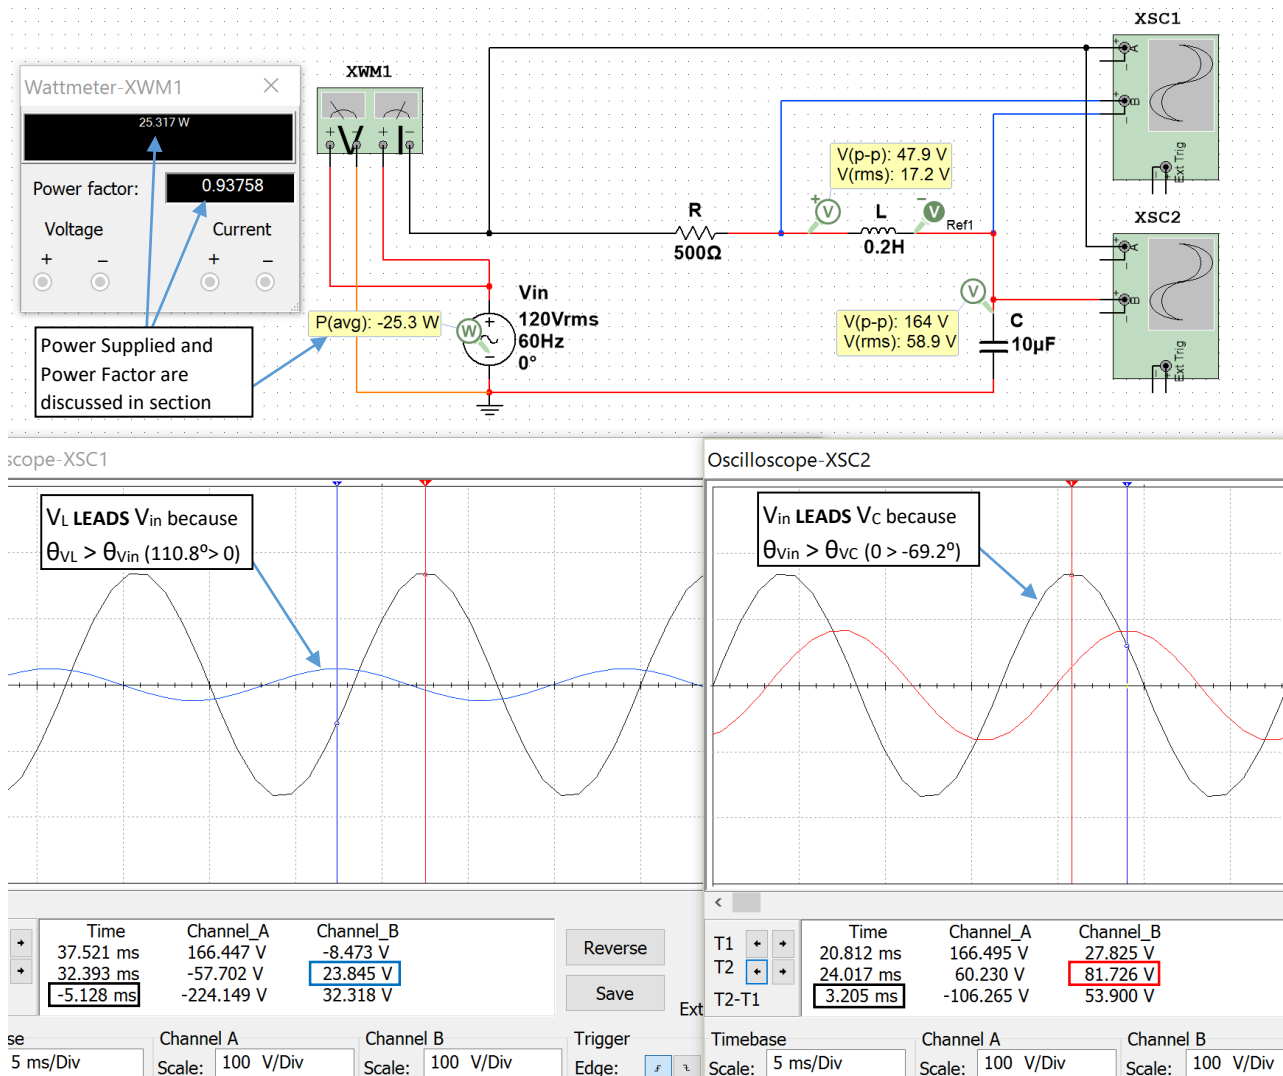 XSC1
XWM1
Wattmeter-XWM1
25.317 W
Power factor:
0.93758
Voltage
Current
+
−
+
−
V
I
+
−
+
−
A
B
Ext Trig
V(p-p): 47.9 V
V(rms): 17.2 V
R
500Ω
V
V
L
0.2H
Ref1
XSC2
A
B
Ext Trig
Power Supplied and
Power Factor are
discussed in section
P(avg): -25.3 W
W
Vin
120Vrms
60Hz
0°
V
V(p-p): 164 V
V(rms): 58.9 V
C
10µF
scope-XSC1
VL LEADS Vin because
θVL > θVin (110.8⁰> 0)
Oscilloscope-XSC2
Vin LEADS VC because
θVin > θVC (0 > -69.2⁰)
Time Channel_A Channel_B
37.521 ms 166.447 V -8.473 V
32.393 ms -57.702 V 23.845 V
-5.128 ms -224.149 V 32.318 V
Reverse
Save
Ext
se
5 ms/Div
Channel A
Scale: 100 V/Div
Channel B
Scale: 100 V/Div
Trigger
Edge:
T1
T2
T2-T1
Time Channel_A Channel_B
20.812 ms 166.495 V 27.825 V
24.017 ms 60.230 V 81.726 V
3.205 ms -106.265 V 53.900 V
Timebase
Scale: 5 ms/Div
Channel A
Scale: 100 V/Div
Channel B
Scale: 100 V/Div